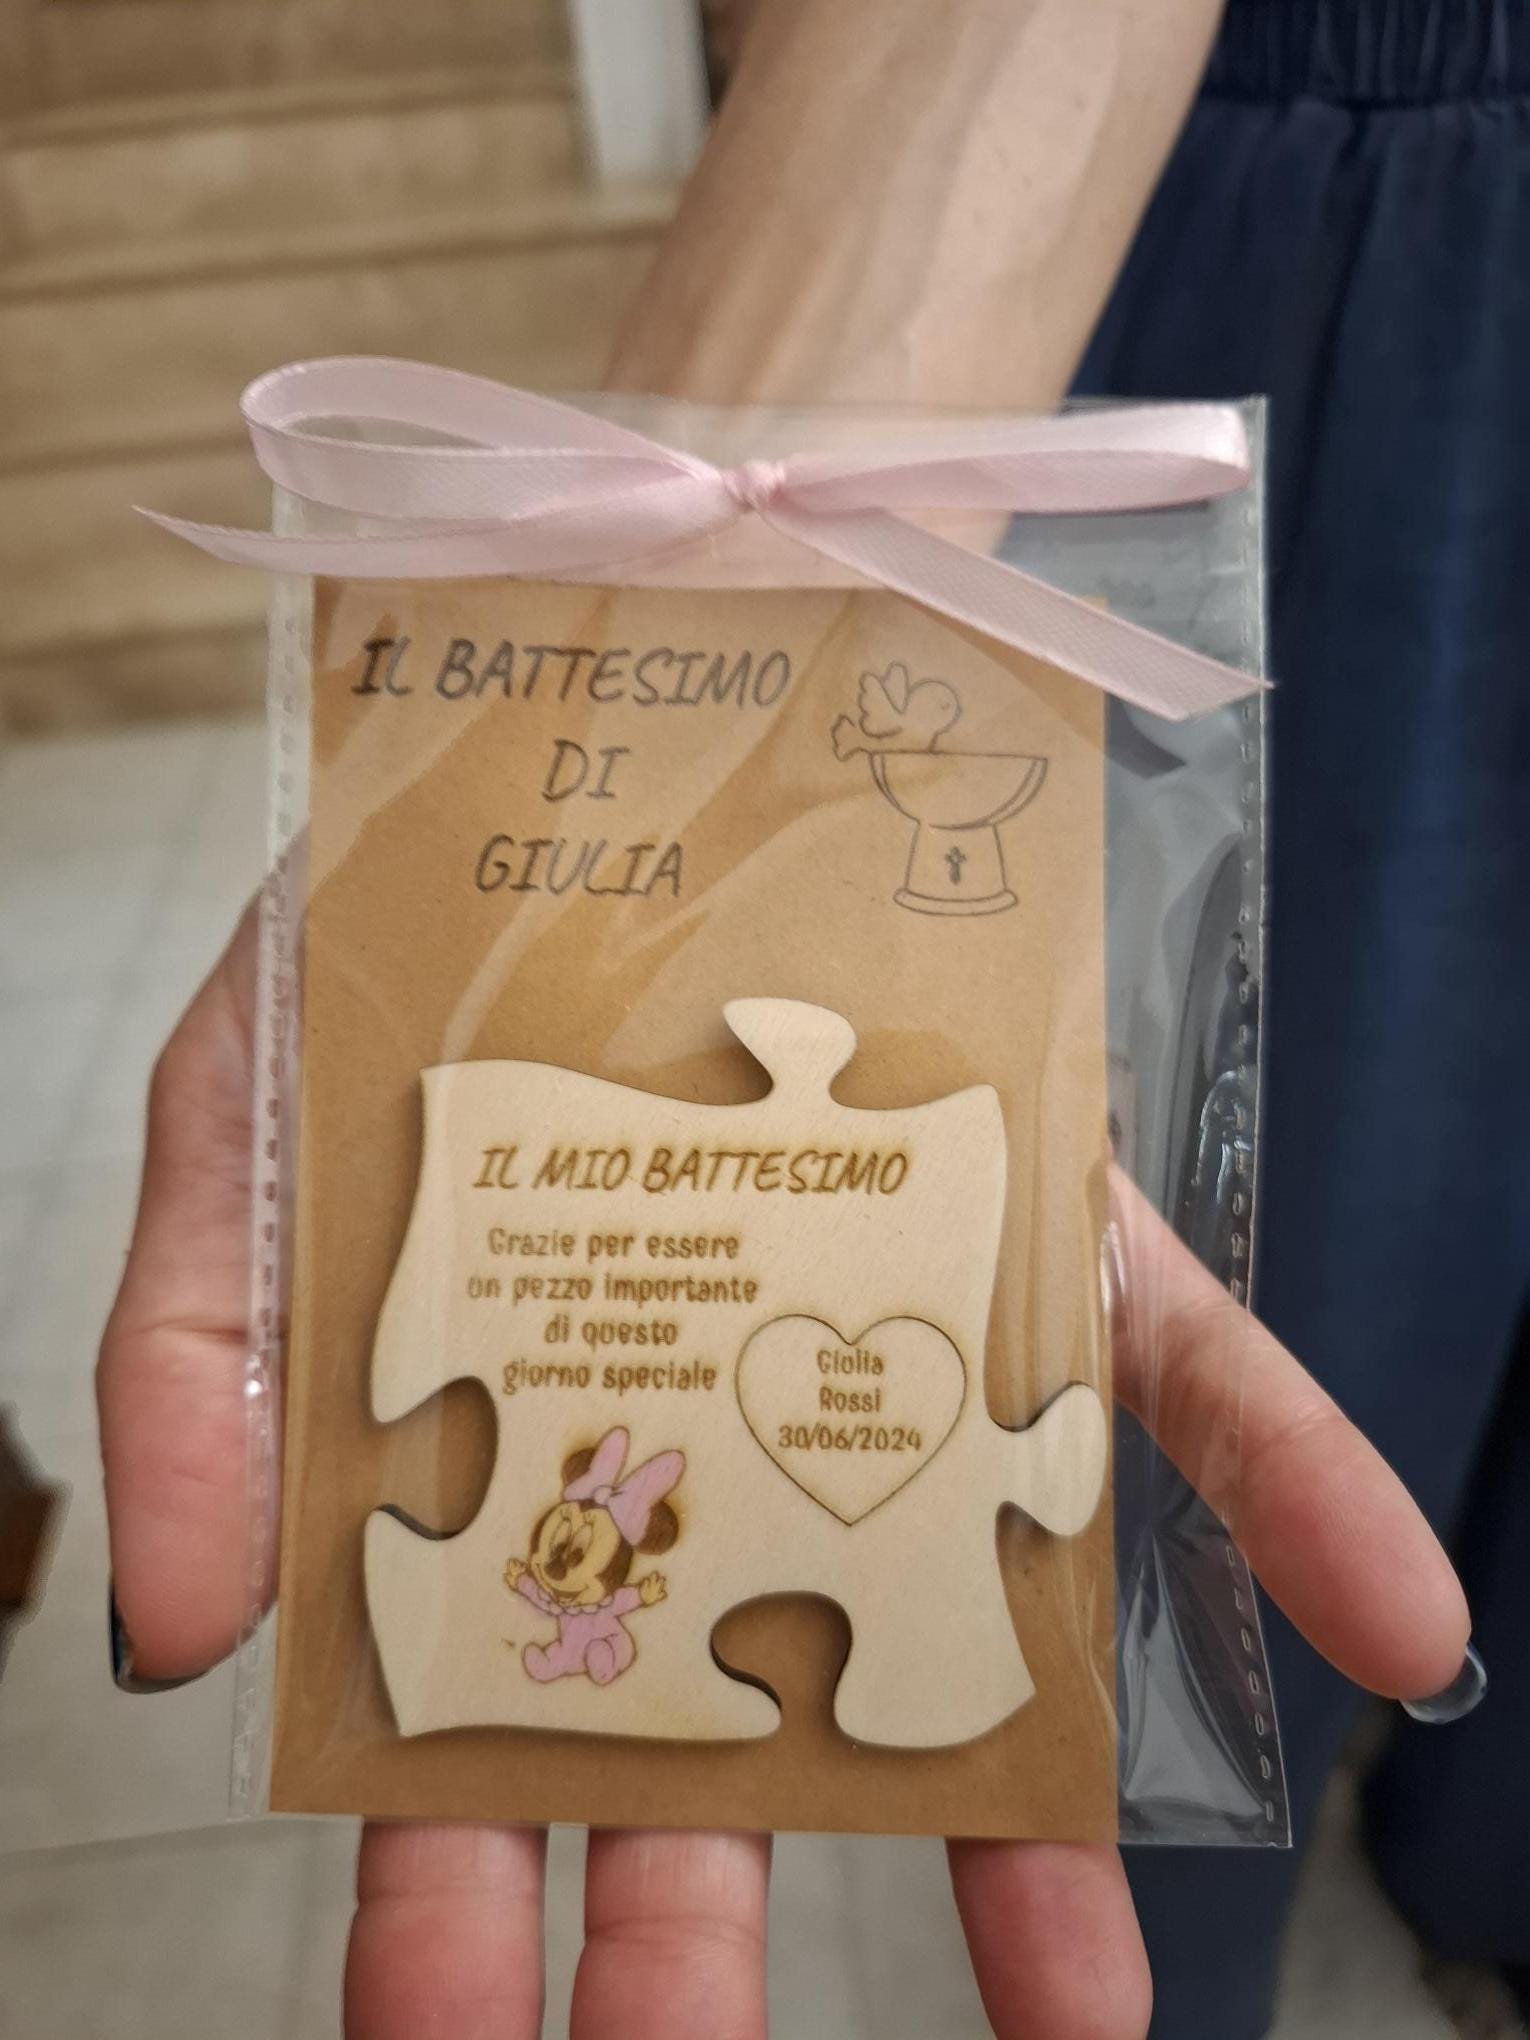 IL BATTESIMO
DI
GIULIA
IL MIO BATTESIMO
Grazie per essere
un pezzo importante
di questo
giorno speciale
Giulia
Rossi
30/06/2024